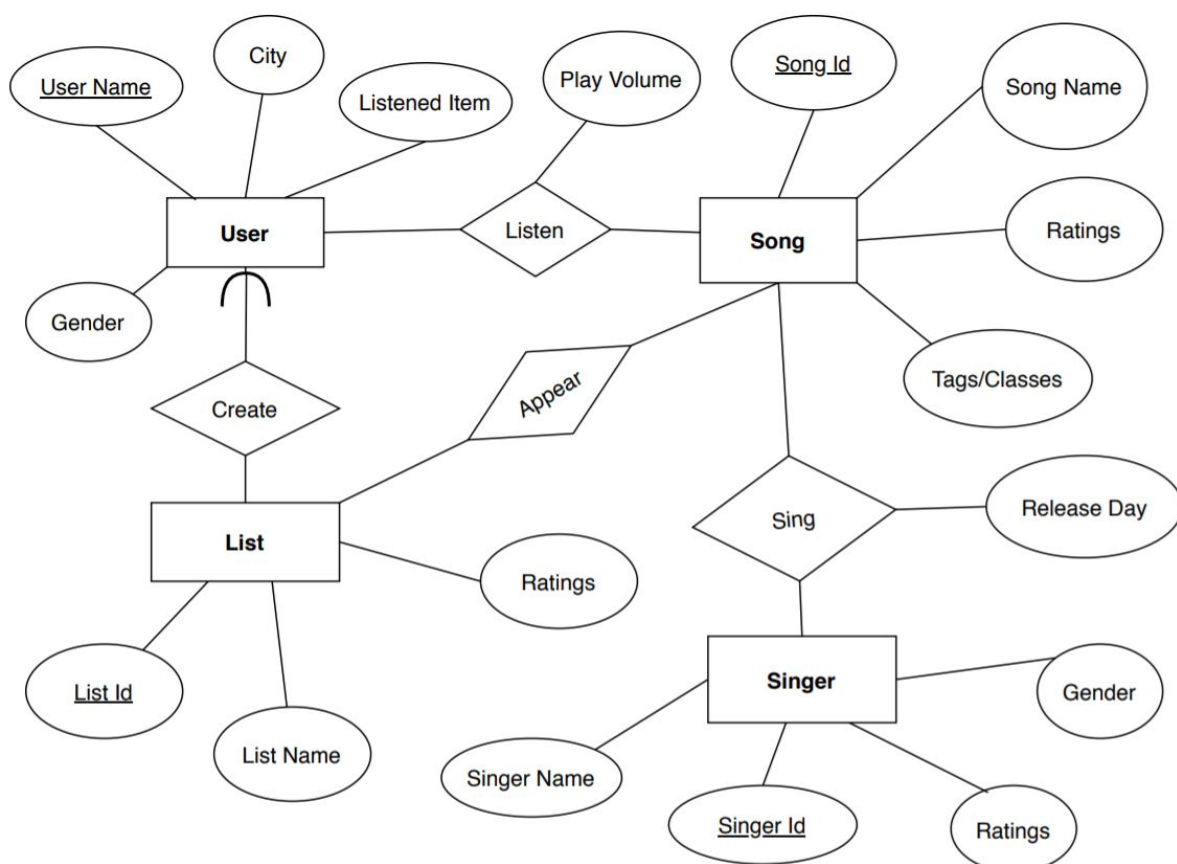 City
User Name
Listened Item
Play Volume
Song Id
Song Name
User
Listen
Song
Ratings
Gender
Tags/Classes
Create
Appear
List
Sing
Release Day
Ratings
List Id
List Name
Singer
Gender
Singer Name
Singer Id
Ratings